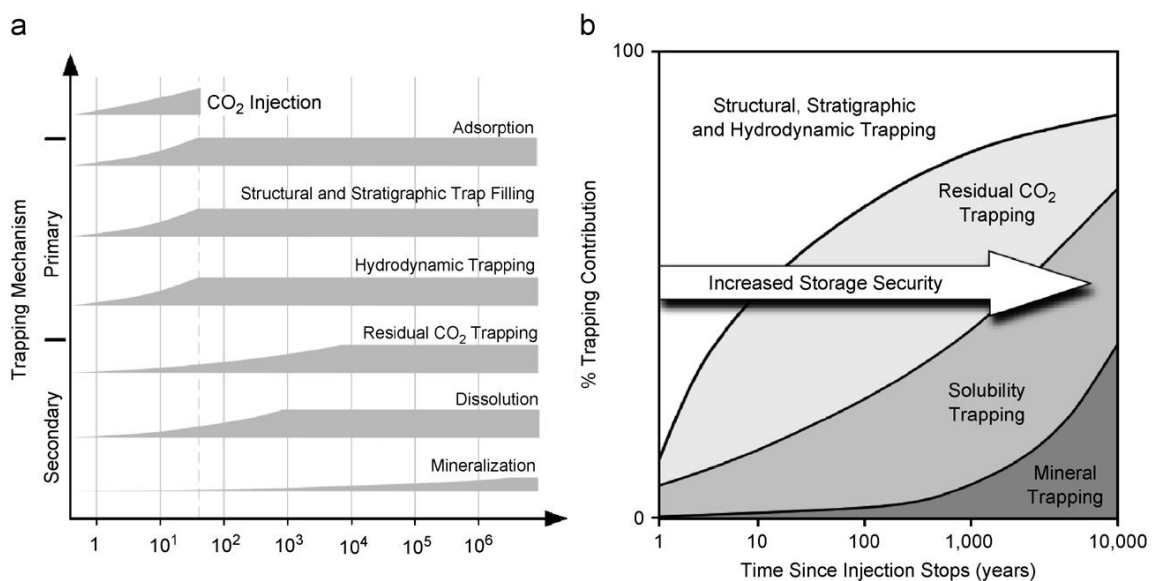 a
Trapping Mechanism
Primary
Secondary
CO₂ Injection
Adsorption
Structural and Stratigraphic Trap Filling
Hydrodynamic Trapping
Residual CO₂ Trapping
Dissolution
Mineralization
1 10¹ 10² 10³ 10⁴ 10⁵ 10⁶
b
% Trapping Contribution
100
0
Structural, Stratigraphic
and Hydrodynamic Trapping
Residual CO₂
Trapping
Increased Storage Security
Solubility
Trapping
Mineral
Trapping
1 10 100 1,000 10,000
Time Since Injection Stops (years)